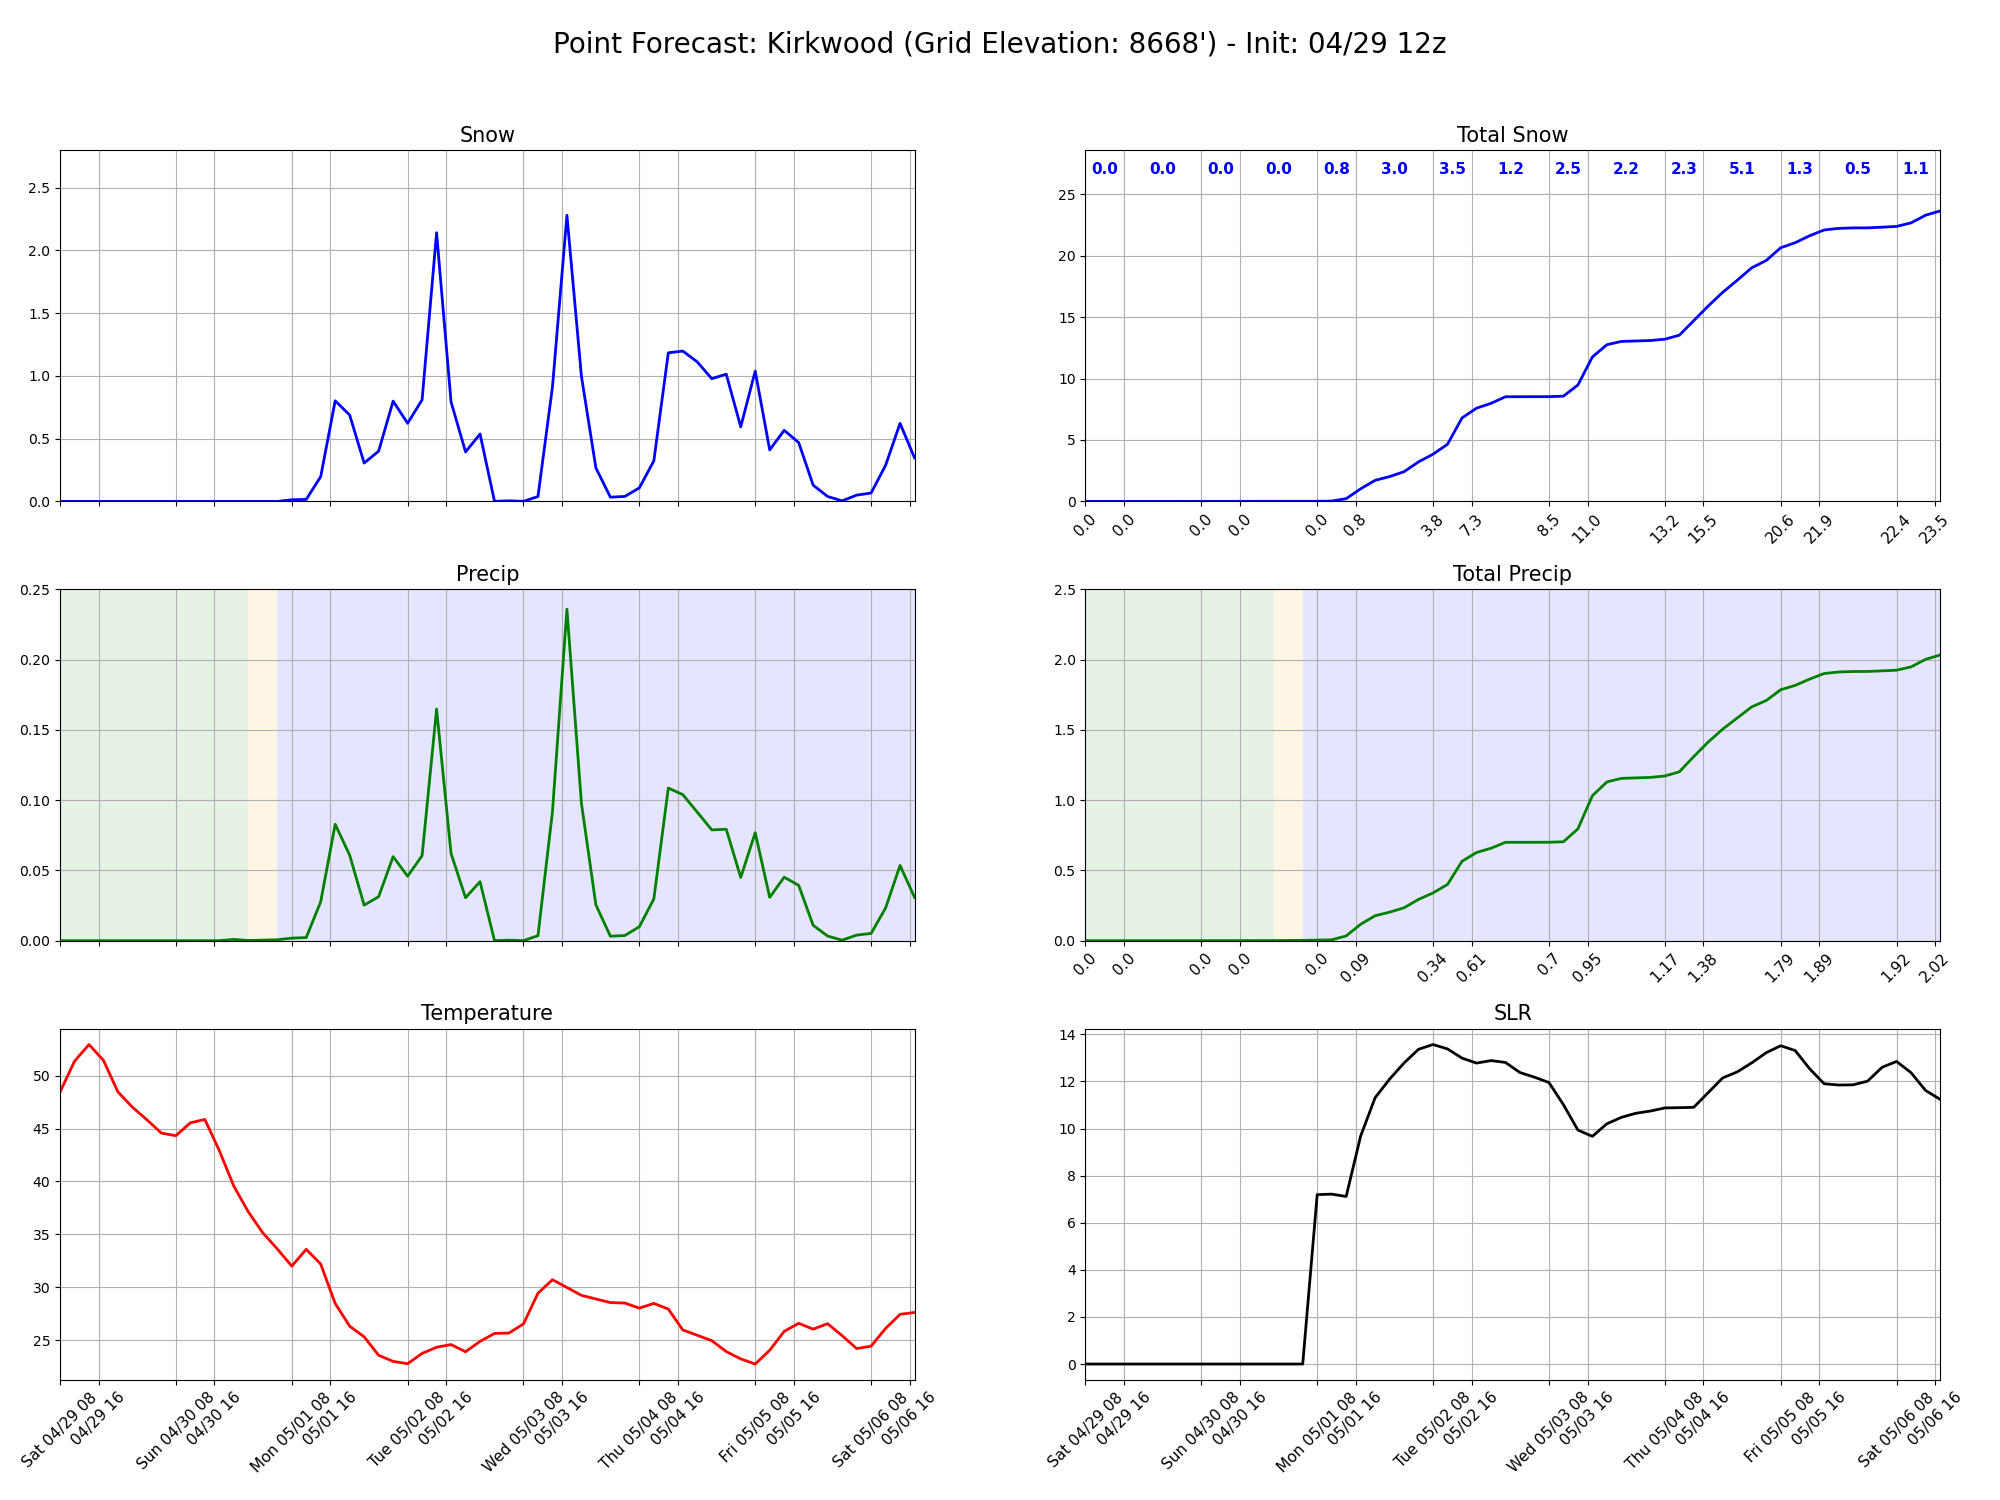 Point Forecast: Kirkwood (Grid Elevation: 8668') - Init: 04/29 12z
Snow
2.5
2.0
1.5
1.0
0.5
0.0
Total Snow
0.0 0.0 0.0 0.0 0.8 3.0 3.5 1.2 2.5 2.2 2.3 5.1 1.3 0.5 1.1
25
20
15
10
5
0
0.0 0.0 0.0 0.0 0.0 0.8 3.8 7.3 8.5 11.0 13.2 15.5 20.6 21.9 22.4 23.5
Precip
0.25
0.20
0.15
0.10
0.05
0.00
Total Precip
2.5
2.0
1.5
1.0
0.5
0.0
0.0 0.0 0.0 0.0 0.0 0.09 0.34 0.61 0.7 0.95 1.17 1.38 1.79 1.89 1.92 2.02
Temperature
50
45
40
35
30
25
Sat 04/29 08
04/29 16
Sun 04/30 08
04/30 16
Mon 05/01 08
05/01 16
Tue 05/02 08
05/02 16
Wed 05/03 08
05/03 16
Thu 05/04 08
05/04 16
Fri 05/05 08
05/05 16
Sat 05/06 08
05/06 16
SLR
14
12
10
8
6
4
2
0
Sat 04/29 08
04/29 16
Sun 04/30 08
04/30 16
Mon 05/01 08
05/01 16
Tue 05/02 08
05/02 16
Wed 05/03 08
05/03 16
Thu 05/04 08
05/04 16
Fri 05/05 08
05/05 16
Sat 05/06 08
05/06 16